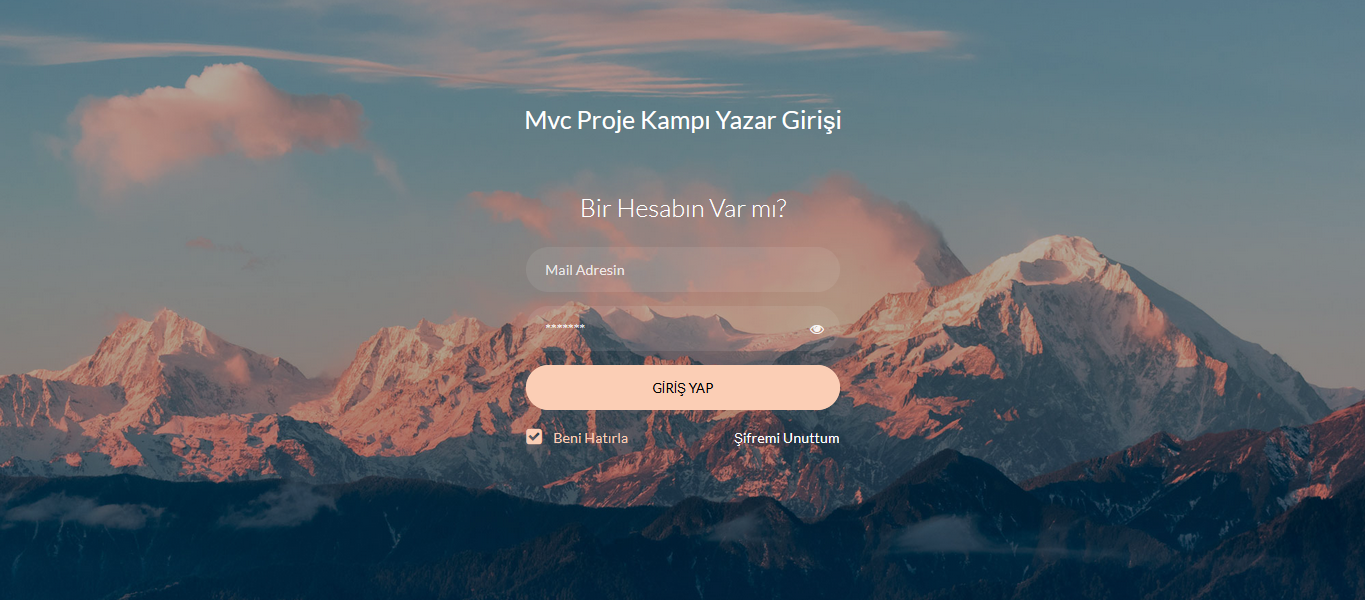 Mvc Proje Kampı Yazar Girişi
Bir Hesabın Var mı?
Mail Adresin
*******
GİRİŞ YAP
Beni Hatırla
Şifremi Unuttum